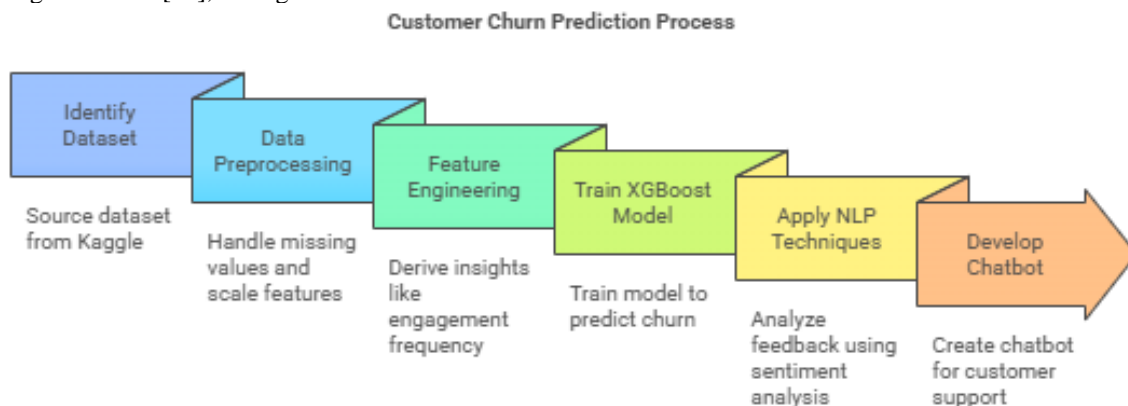 Customer Churn Prediction Process
Identify
Dataset
Source dataset
from Kaggle
Data
Preprocessing
Handle missing
values and
scale features
Feature
Engineering
Derive insights
like
engagement
frequency
Train XGBoost
Model
Train model to
predict churn
Apply NLP
Techniques
Analyze
feedback using
sentiment
analysis
Develop
Chatbot
Create chatbot
for customer
support